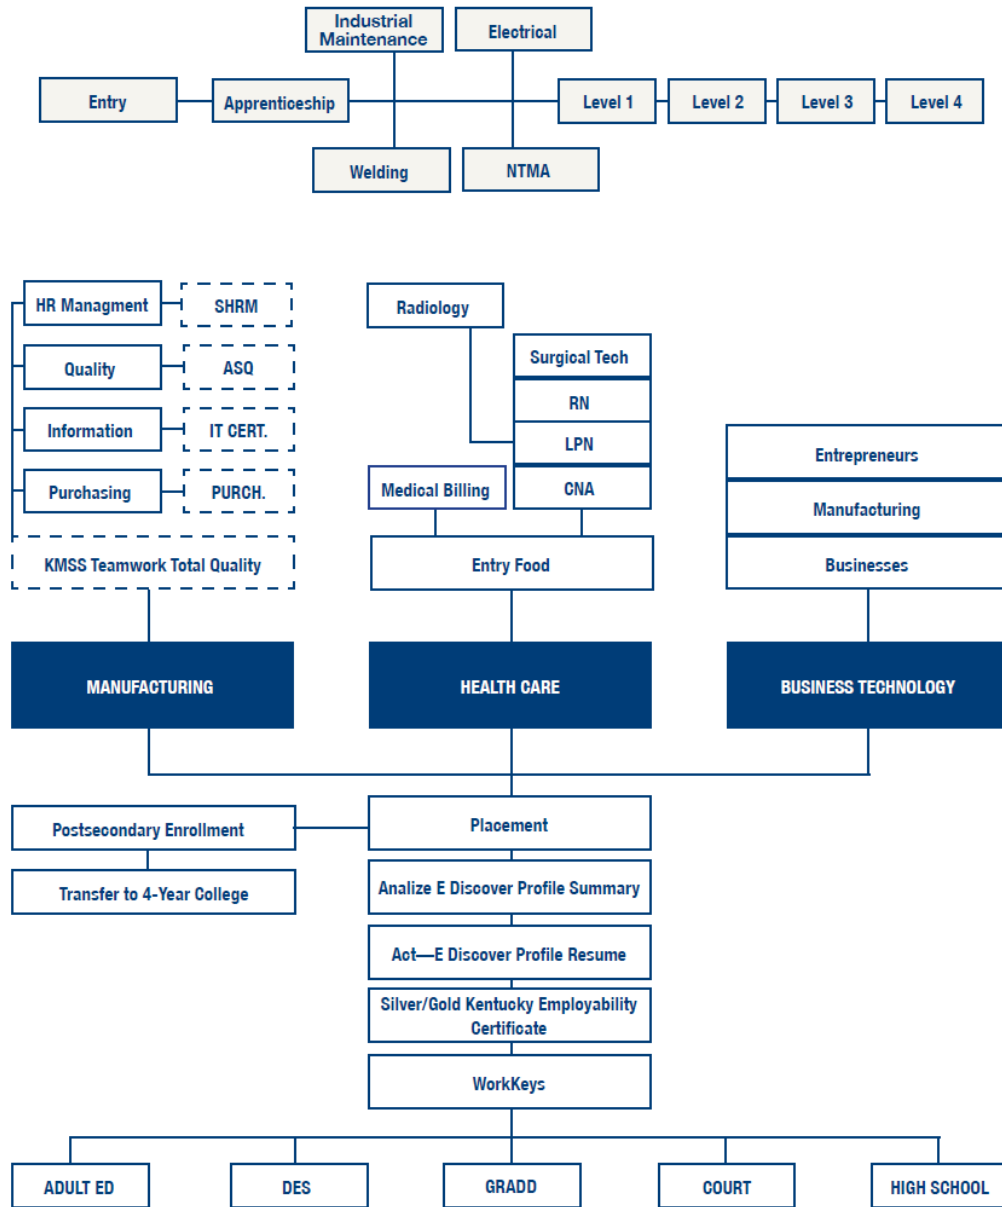 Industrial
Maintenance
Electrical
Entry
Apprenticeship
Level 1
Level 2
Level 3
Level 4
Welding
NTMA
HR Managment
SHRM
Quality
ASQ
Information
IT CERT.
Purchasing
PURCH.
KMSS Teamwork Total Quality
Radiology
Surgical Tech
RN
LPN
Medical Billing
CNA
Entry Food
Entrepreneurs
Manufacturing
Businesses
MANUFACTURING
HEALTH CARE
BUSINESS TECHNOLOGY
Postsecondary Enrollment
Placement
Transfer to 4-Year College
Analize E Discover Profile Summary
Act—E Discover Profile Resume
Silver/Gold Kentucky Employability
Certificate
WorkKeys
ADULT ED
DES
GRADD
COURT
HIGH SCHOOL